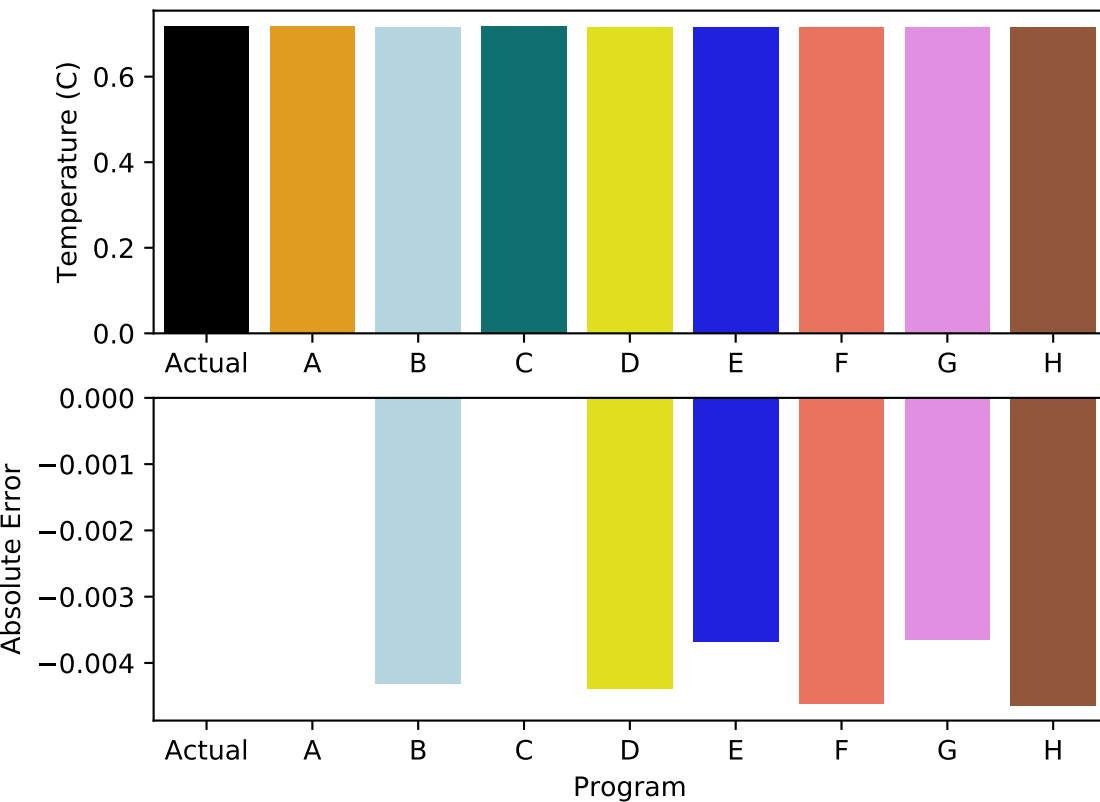 Temperature (C)
0.6
0.4
0.2
0.0
Actual A B C D E F G H
Absolute Error
0.000
−0.001
−0.002
−0.003
−0.004
Actual A B C D E F G H
Program